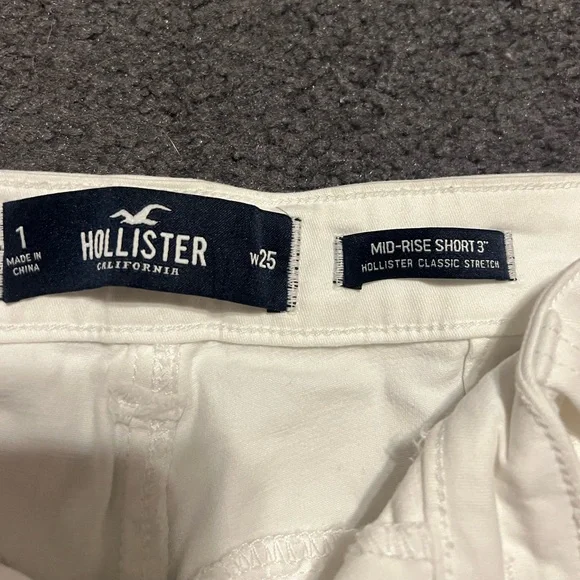 1
MADE IN
CHINA
HOLLISTER
CALIFORNIA
W25
MID-RISE SHORT 3"
HOLLISTER CLASSIC STRETCH